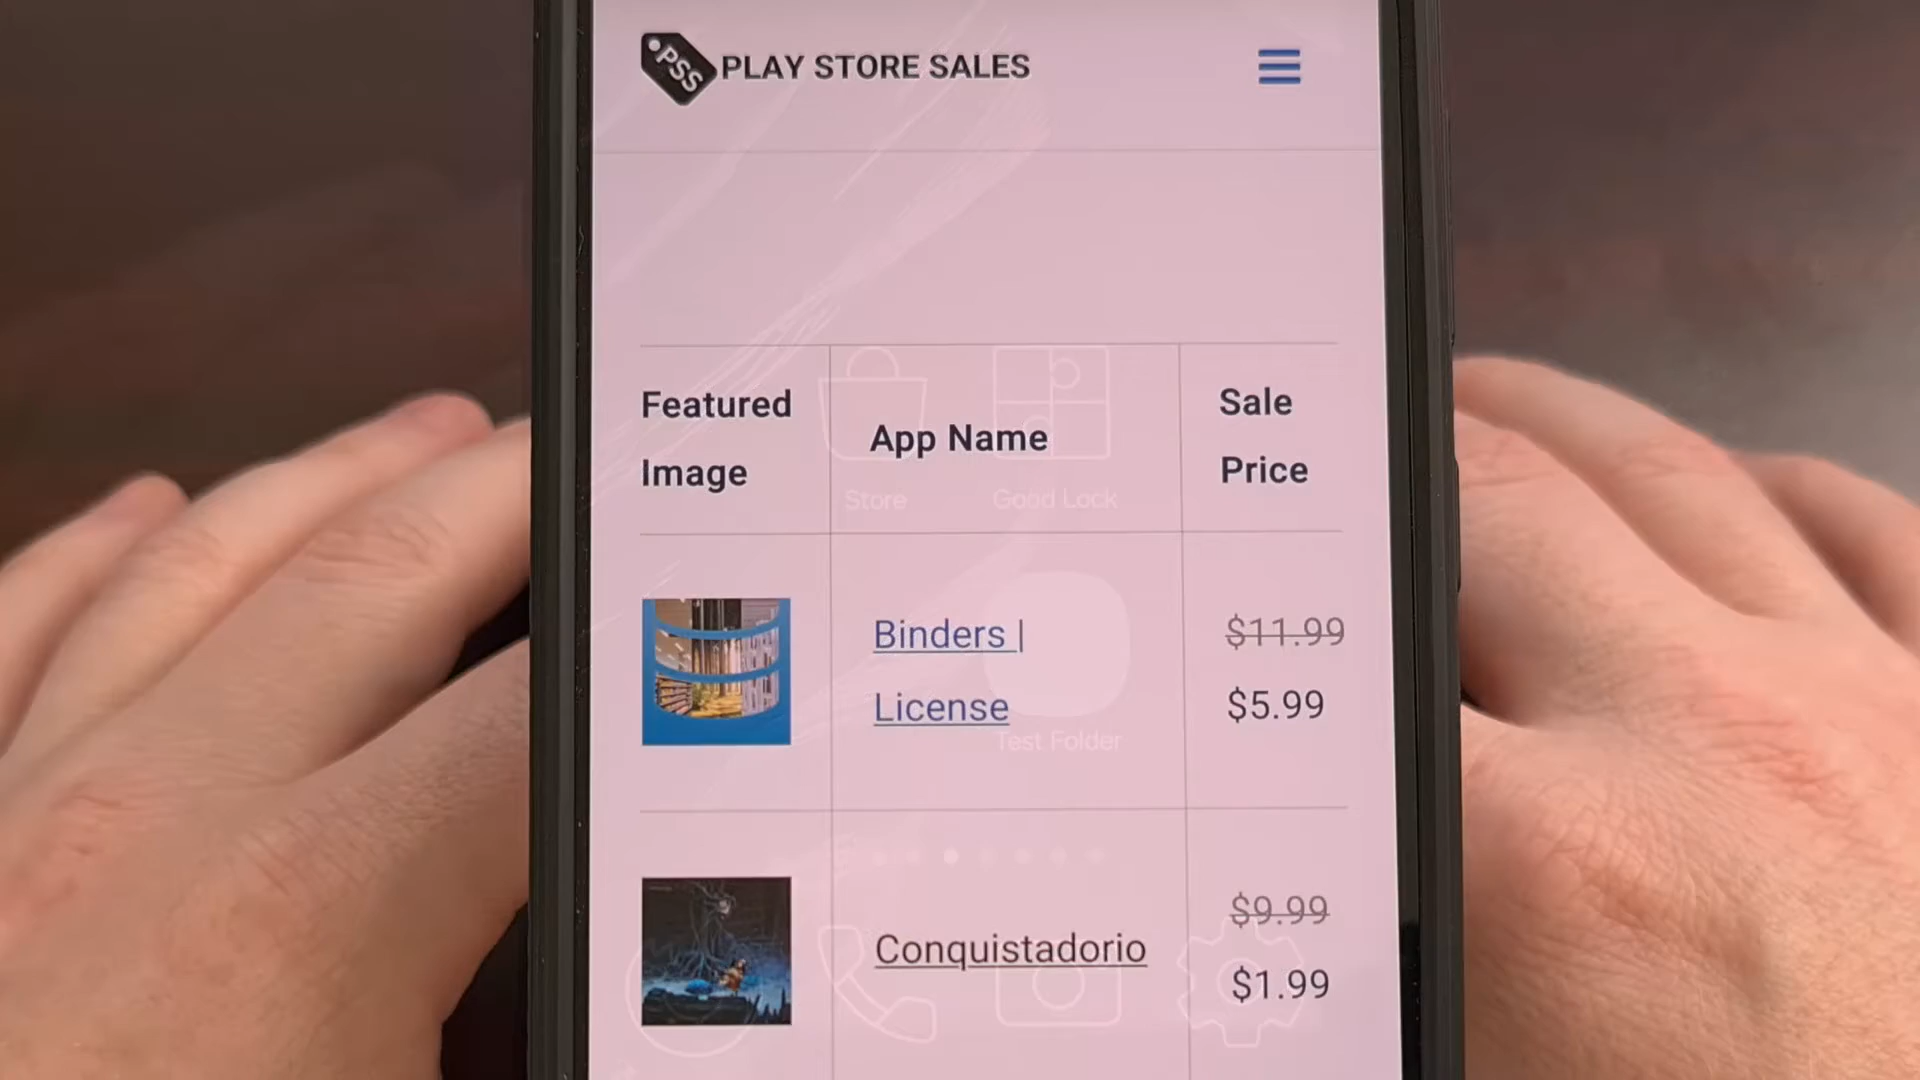 PSS PLAY STORE SALES
Featured
Image
App Name
Sale
Price
Store
Good Lock
Binders |
License
$11.99
$5.99
Test Folder
Conquistadorio
$9.99
$1.99